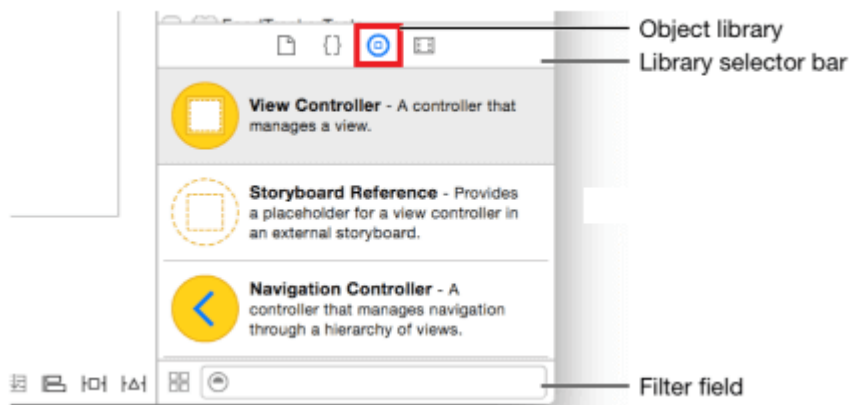 Object library
{}
Library selector bar
View Controller - A controller that
manages a view.
Storyboard Reference - Provides
a placeholder for a view controller in
an external storyboard.
Navigation Controller - A
controller that manages navigation
through a hierarchy of views.
Filter field